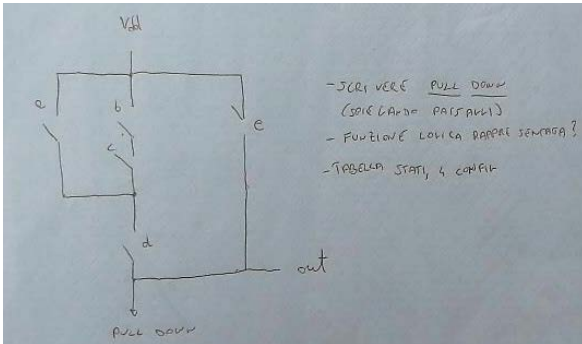 Vdd
a
b
c
e
d
out
PULL DOWN
- SCRIVERE PULL DOWN
(SPIEGANDO PASSAGGI)
- FUNZIONE LOGICA RAPPRESENTATA?
- TABELLA STATI, 4 CONFIG